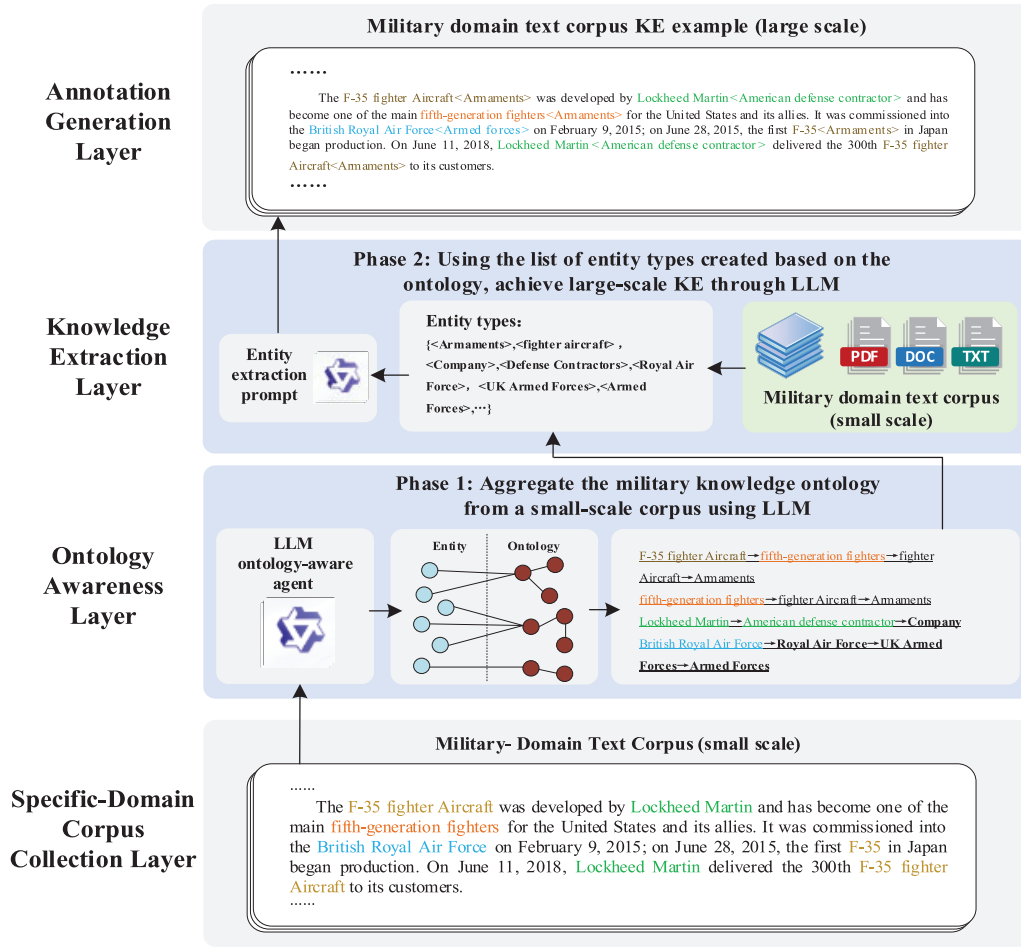 Military domain text corpus KE example (large scale)
Annotation
Generation
Layer
……
The F-35 fighter Aircraft<Armaments> was developed by Lockheed Martin<American defense contractor> and has
become one of the main fifth-generation fighters<Armaments> for the United States and its allies. It was commissioned into
the British Royal Air Force<Armed forces> on February 9, 2015; on June 28, 2015, the first F-35<Armaments> in Japan
began production. On June 11, 2018, Lockheed Martin<American defense contractor> delivered the 300th F-35 fighter
Aircraft<Armaments> to its customers.
……
Knowledge
Extraction
Layer
Phase 2: Using the list of entity types created based on the
ontology, achieve large-scale KE through LLM
Entity
extraction
prompt
Entity types:
{<Armaments>,<fighter aircraft> ,
<Company>,<Defense Contractors>,<Royal Air
Force>, <UK Armed Forces>,<Armed
Forces>,…}
PDF
DOC
TXT
Military domain text corpus
(small scale)
Ontology
Awareness
Layer
Phase 1: Aggregate the military knowledge ontology
from a small-scale corpus using LLM
LLM
ontology-aware
agent
Entity
Ontology
F-35 fighter Aircraft→fifth-generation fighters→fighter
Aircraft→Armaments
fifth-generation fighters→fighter Aircraft→Armaments
Lockheed Martin→American defense contractor→Company
British Royal Air Force→Royal Air Force→UK Armed
Forces→Armed Forces
Specific-Domain
Corpus
Collection Layer
Military- Domain Text Corpus (small scale)
……
The F-35 fighter Aircraft was developed by Lockheed Martin and has become one of the
main fifth-generation fighters for the United States and its allies. It was commissioned into
the British Royal Air Force on February 9, 2015; on June 28, 2015, the first F-35 in Japan
began production. On June 11, 2018, Lockheed Martin delivered the 300th F-35 fighter
Aircraft to its customers.
……